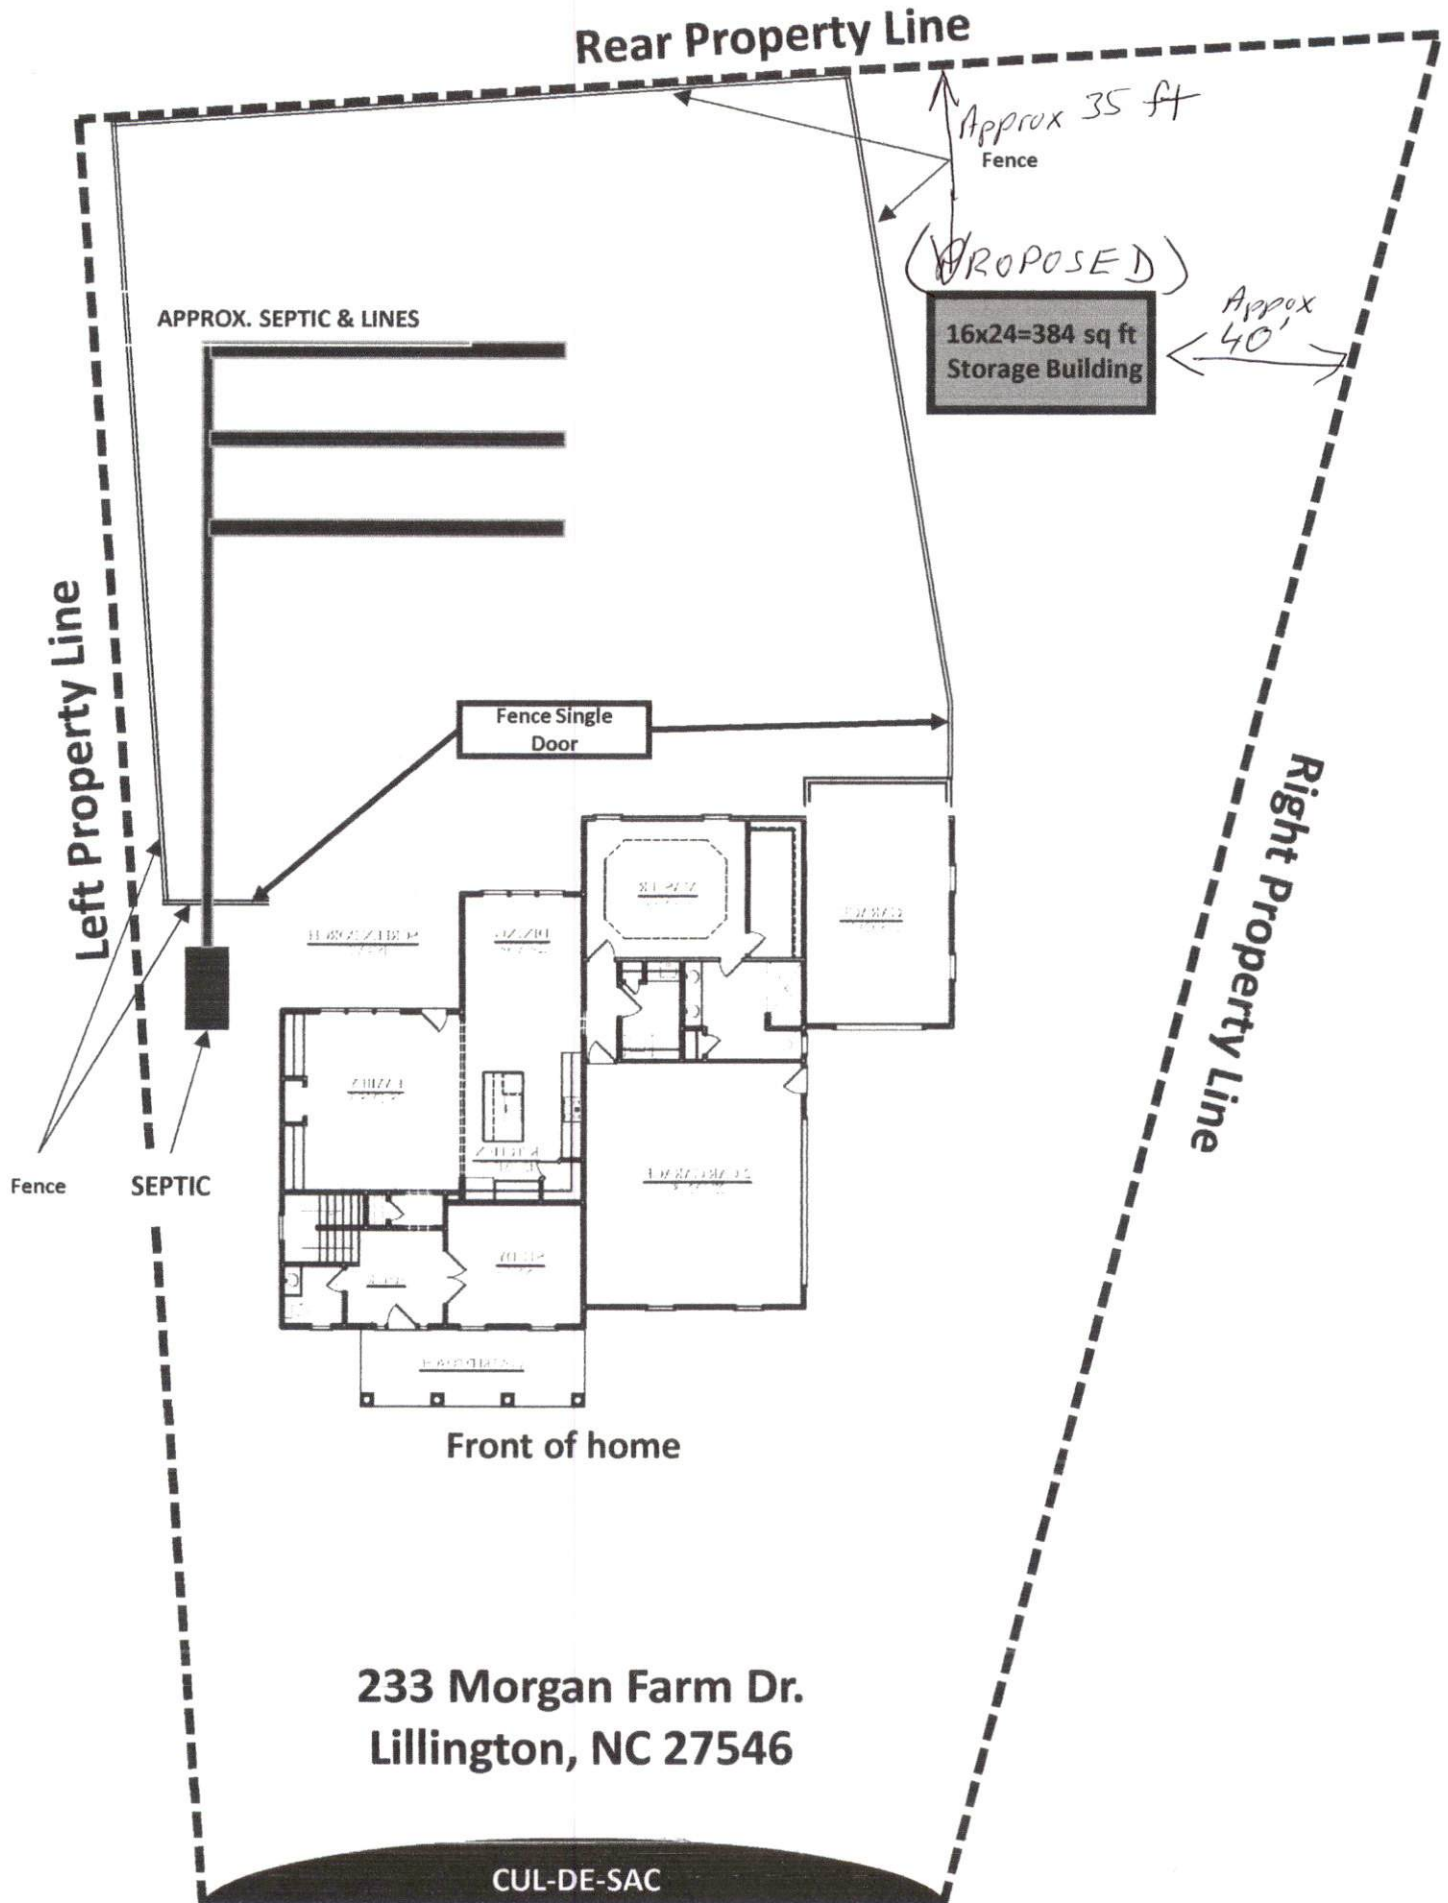 Rear Property Line
Approx 35 ft
Fence
(PROPOSED)
APPROX. SEPTIC & LINES
16x24=384 sq ft
Storage Building
Appox
40'
Left Property Line
Fence Single
Door
Right Property Line
Fence
SEPTIC
Front of home
233 Morgan Farm Dr.
Lillington, NC 27546
CUL-DE-SAC